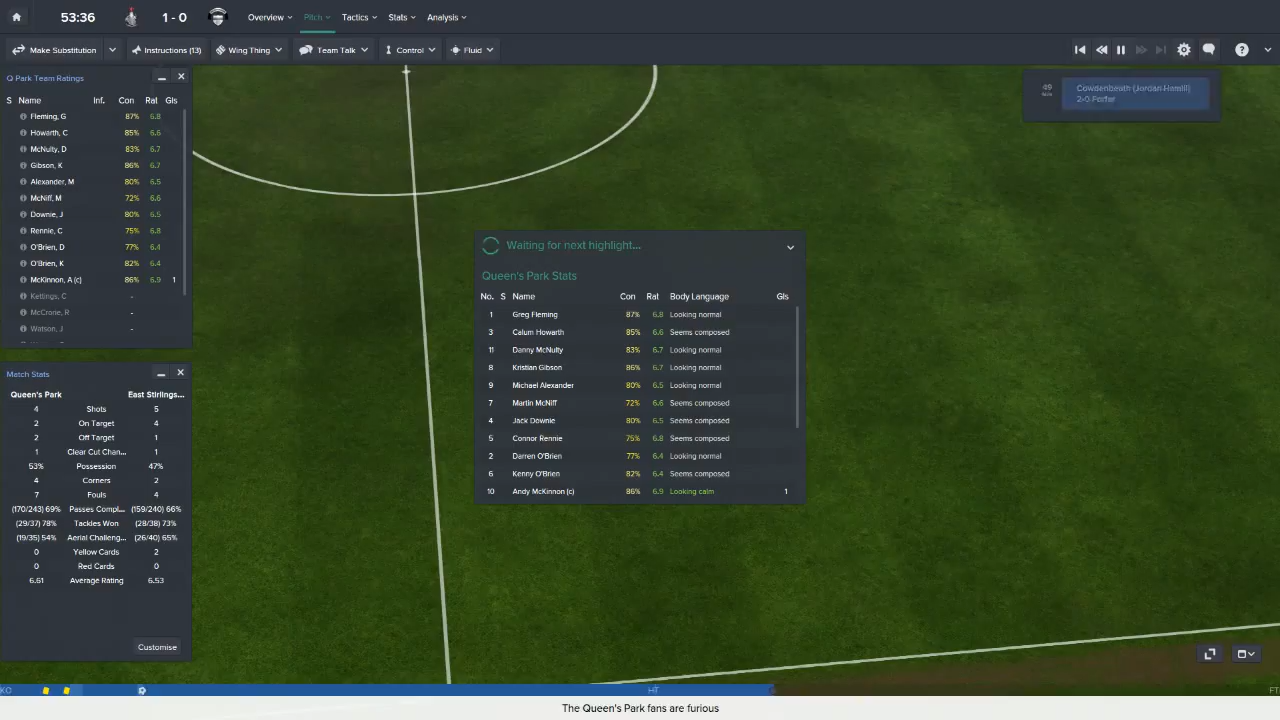 53:36 1 - 0 Overview Pitch Tactics Stats Analysis
Make Substitution Instructions (13) Wing Thing Team Talk Control Fluid
Q Park Team Ratings
S Name Inf. Con Rat Gls
Fleming, G 87% 6.8
Howarth, C 85% 6.6
McNulty, D 83% 6.7
Gibson, K 86% 6.7
Alexander, M 80% 6.5
McNiff, M 72% 6.6
Downie, J 80% 6.5
Rennie, C 75% 6.8
O'Brien, D 77% 6.4
O'Brien, K 82% 6.4
McKinnon, A (c) 86% 6.9 1
Kettings, C -
McCrorie, R -
Watson, J -
Match Stats
Queen's Park East Stirlings...
4 Shots 5
2 On Target 4
2 Off Target 1
1 Clear Cut Chan... 1
53% Possession 47%
4 Corners 2
7 Fouls 4
(170/243) 69% Passes Compl... (159/240) 66%
(29/37) 78% Tackles Won (28/38) 73%
(19/35) 54% Aerial Challeng... (26/40) 65%
0 Yellow Cards 2
0 Red Cards 0
6.61 Average Rating 6.53
Customise
Waiting for next highlight...
Queen's Park Stats
No. S Name Con Rat Body Language Gls
1 Greg Fleming 87% 6.8 Looking normal
3 Calum Howarth 85% 6.6 Seems composed
11 Danny McNulty 83% 6.7 Looking normal
8 Kristian Gibson 86% 6.7 Looking normal
9 Michael Alexander 80% 6.5 Looking normal
7 Martin McNiff 72% 6.6 Seems composed
4 Jack Downie 80% 6.5 Seems composed
5 Connor Rennie 75% 6.8 Seems composed
2 Darren O'Brien 77% 6.4 Looking normal
6 Kenny O'Brien 82% 6.4 Seems composed
10 Andy McKinnon (c) 86% 6.9 Looking calm 1
49
MIN
Cowdenbeath (Jordan
2-0 Forfar
KO HT FT
The Queen's Park fans are furious